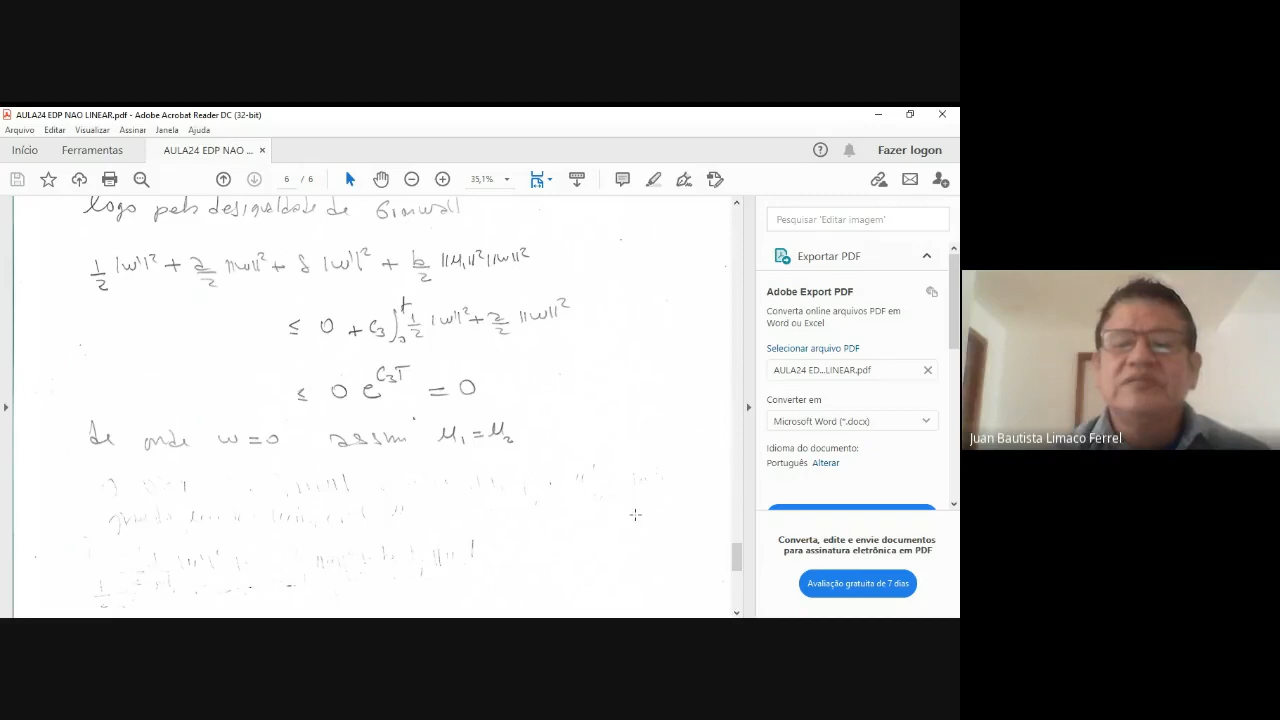 AULA24 EDP NAO LINEAR.pdf - Adobe Acrobat Reader DC (32-bit)
Arquivo Editar Visualizar Assinar Janela Ajuda
Início Ferramentas AULA24 EDP NAO ... × Fazer logon
6 / 6 35,1%
logo pela desigualdade de Gronwall
1/2 |w'|² + a/2 ||w||² + δ |w'|² + b/2 ||u₁||² ||w||²
≤ 0 + C₃ ∫₀ᵗ 1/2 |w|² + a/2 ||w||²
≤ 0 e^{C₃T} = 0
de onde w = 0 assim u₁ = u₂
Pesquisar 'Editar imagem'
Exportar PDF
Adobe Export PDF
Converta online arquivos PDF em
Word ou Excel
Selecionar arquivo PDF
AULA24 ED...LINEAR.pdf
Converter em
Microsoft Word (*.docx)
Idioma do documento:
Português Alterar
Converta, edite e envie documentos
para assinatura eletrônica em PDF
Avaliação gratuita de 7 dias
Juan Bautista Limaco Ferrel